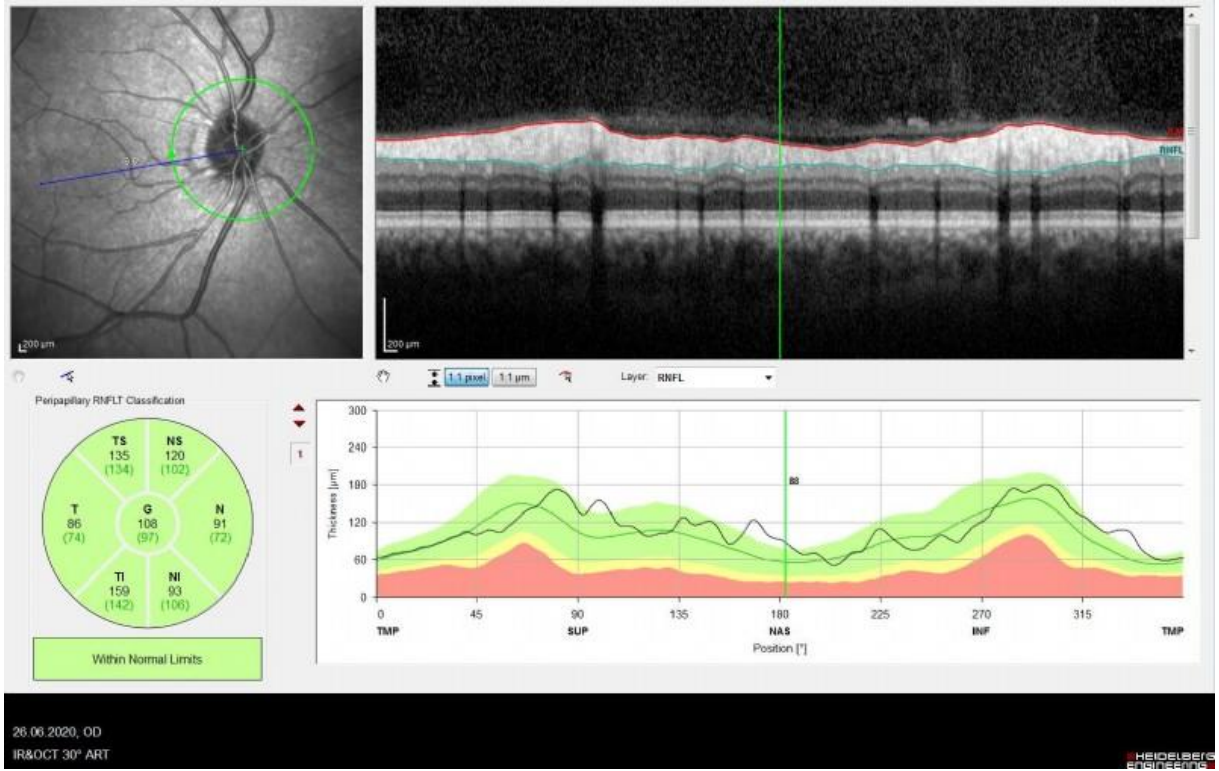 200 µm
ILM
RNFL
200 µm
1:1 pixel
1:1 µm
Layer: RNFL
Peripapillary RNFLT Classification
TS
135
(134)
NS
120
(102)
T
86
(74)
G
108
(97)
N
91
(72)
TI
159
(142)
NI
93
(106)
Within Normal Limits
300
240
180
120
60
0
Thickness [µm]
88
0 45 90 135 180 225 270 315
TMP SUP NAS INF TMP
Position [°]
26.06.2020, OD
IR&OCT 30° ART
HEIDELBERG
ENGINEERING